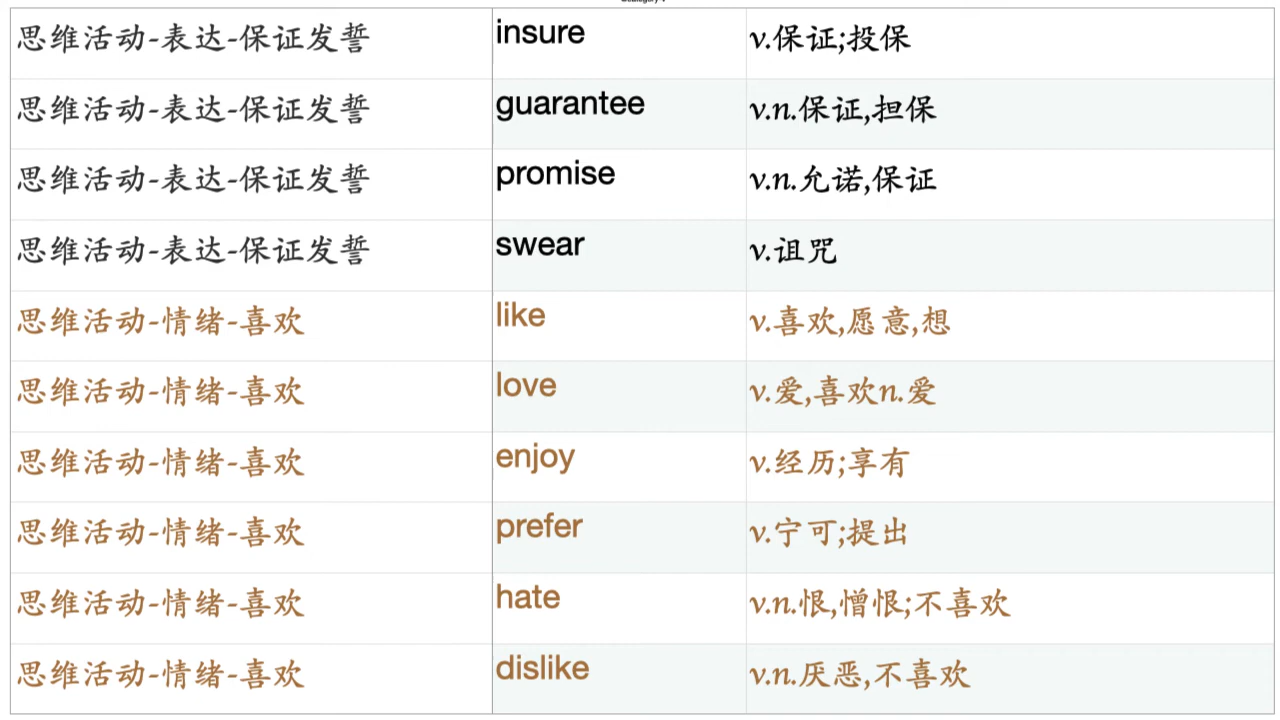 思维活动-表达-保证发誓 insure v.保证;投保
思维活动-表达-保证发誓 guarantee v.n.保证,担保
思维活动-表达-保证发誓 promise v.n.允诺,保证
思维活动-表达-保证发誓 swear v.诅咒
思维活动-情绪-喜欢 like v.喜欢,愿意,想
思维活动-情绪-喜欢 love v.爱,喜欢n.爱
思维活动-情绪-喜欢 enjoy v.经历;享有
思维活动-情绪-喜欢 prefer v.宁可;提出
思维活动-情绪-喜欢 hate v.n.恨,憎恨;不喜欢
思维活动-情绪-喜欢 dislike v.n.厌恶,不喜欢